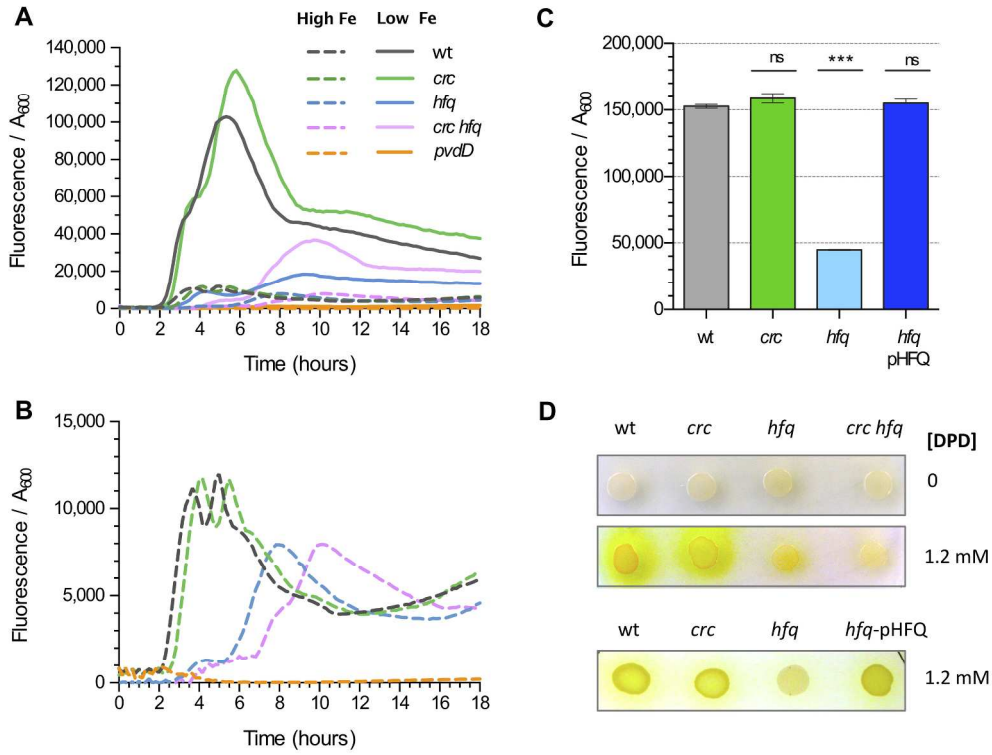 A
High Fe Low Fe
wt
crc
hfq
crc hfq
pvdD
140,000
120,000
100,000
80,000
60,000
40,000
20,000
0
Fluorescence / A600
0 2 4 6 8 10 12 14 16 18
Time (hours)
B
15,000
10,000
5,000
0
Fluorescence / A600
0 2 4 6 8 10 12 14 16 18
Time (hours)
C
200,000
150,000
100,000
50,000
0
Fluorescence / A600
ns *** ns
wt crc hfq hfq
pHFQ
D
wt crc hfq crc hfq [DPD]
0
1.2 mM
wt crc hfq hfq-pHFQ
1.2 mM